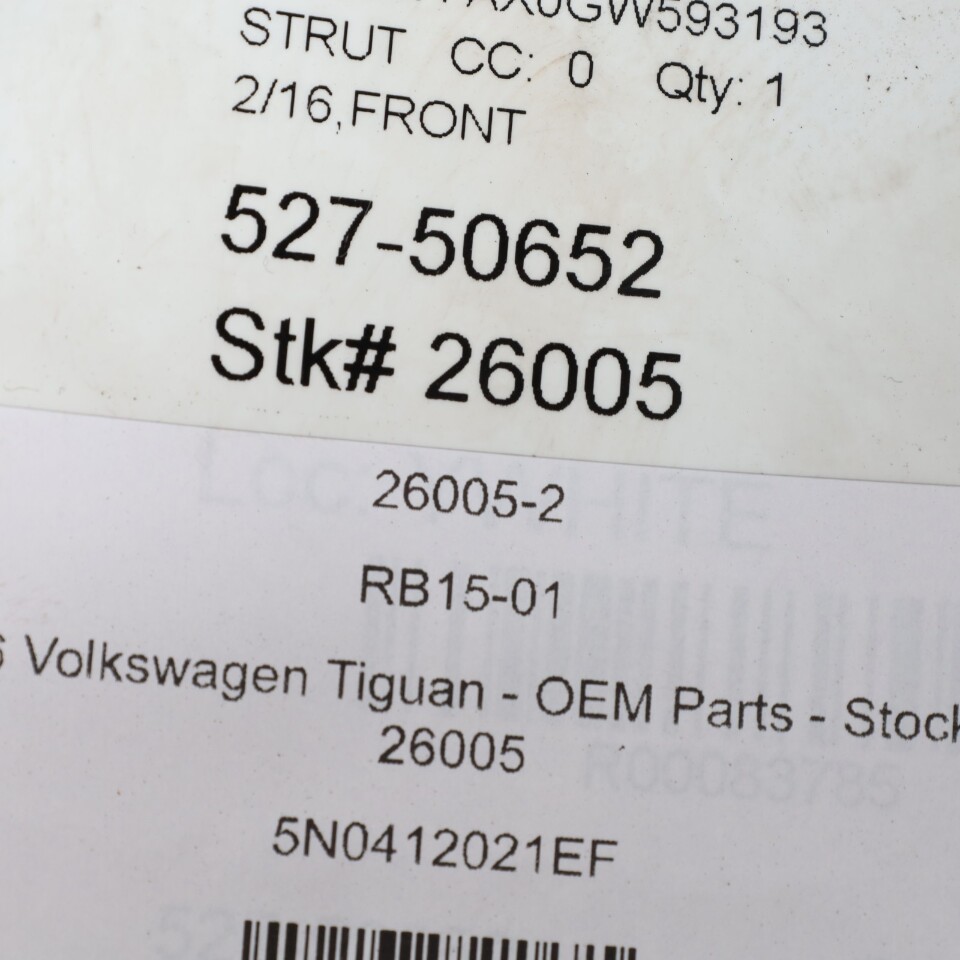 STRUT CC: 0 Qty: 1
2/16,FRONT
527-50652
Stk# 26005
26005-2
RB15-01
Volkswagen Tiguan - OEM Parts - Stock
26005
5N0412021EF
R00083785